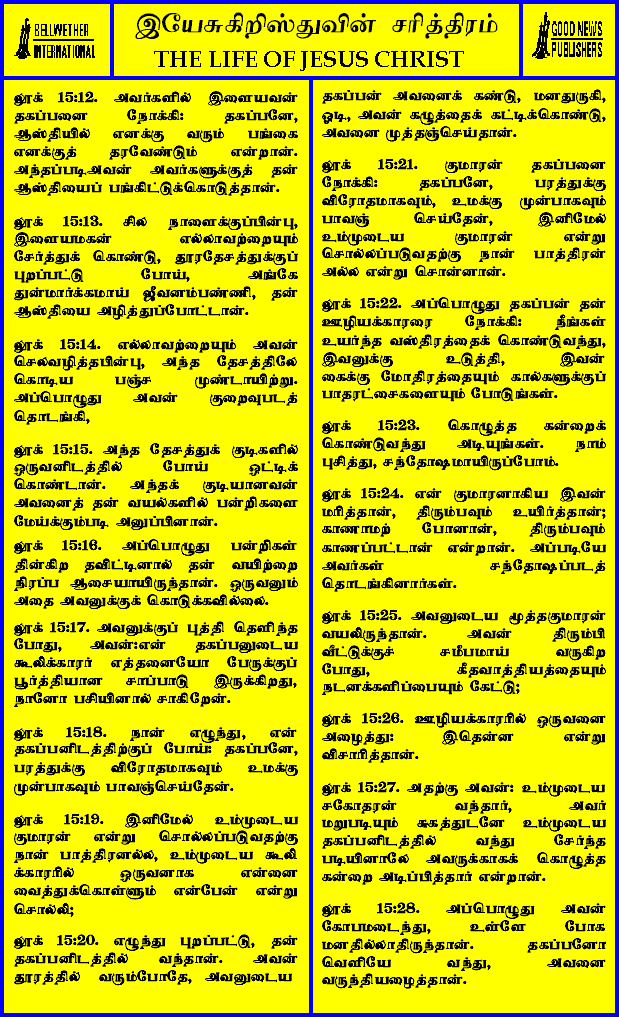 BELLWETHER
INTERNATIONAL
இயேசுகிறிஸ்துவின் சரித்திரம்
THE LIFE OF JESUS CHRIST
GOOD NEWS
PUBLISHERS
லூக் 15:12. அவர்களில் இளையவன்
தகப்பனை நோக்கி: தகப்பனே,
ஆஸ்தியில் எனக்கு வரும் பங்கை
எனக்குத் தரவேண்டும் என்றான்.
அந்தப்படி.அவன் அவர்களுக்குத் தன்
ஆஸ்தியைப் பங்கிட்டுக்கொடுத்தான்.
லூக் 15:13. சில நாளைக்குப்பின்பு,
இளையமகன் எல்லாவற்றையும்
சேர்த்துக் கொண்டு, தூரதேசத்துக்குப்
புறப்பட்டு போய், அங்கே
துன்மார்க்கமாய் ஜீவனம்பண்ணி, தன்
ஆஸ்தியை அழித்துப்போட்டான்.
லூக் 15:14. எல்லாவற்றையும் அவன்
செலவழித்தபின்பு, அந்த தேசத்திலே
கொடிய பஞ்ச முண்டாயிற்று.
அப்பொழுது அவன் குறைவுபடத்
தொடங்கி,
லூக் 15:15. அந்த தேசத்துக் குடிகளில்
ஒருவனிடத்தில் போய் ஒட்டிக்
கொண்டான். அந்தக் குடியானவன்
அவனைத் தன் வயல்களில் பன்றிகளை
மேய்க்கும்படி அனுப்பினான்.
லூக் 15:16. அப்பொழுது பன்றிகள்
தின்கிற தவிட்டினால் தன் வயிற்றை
நிரப்ப ஆசையாயிருந்தான். ஒருவனும்
அதை அவனுக்குக் கொடுக்கவில்லை.
லூக் 15:17. அவனுக்குப் புத்தி தெளிந்த
போது, அவன்:என் தகப்பனுடைய
கூலிக்காரர் எத்தனையோ பேருக்குப்
பூர்த்தியான சாப்பாடு இருக்கிறது,
நானோ பசியினால் சாகிறேன்.
லூக் 15:18. நான் எழுந்து, என்
தகப்பனிடத்திற்குப் போய்: தகப்பனே,
பரத்துக்கு விரோதமாகவும் உமக்கு
முன்பாகவும் பாவஞ்செய்தேன்.
லூக் 15:19. இனிமேல் உம்முடைய
குமாரன் என்று சொல்லப்படுவதற்கு
நான் பாத்திரனல்ல, உம்முடைய கூலி
க்காரரில் ஒருவனாக என்னை
வைத்துக்கொள்ளும் என்பேன் என்று
சொல்லி;
லூக் 15:20. எழுந்து புறப்பட்டு, தன்
தகப்பனிடத்தில் வந்தான். அவன்
தூரத்தில் வரும்போதே, அவனுடைய
தகப்பன் அவனைக் கண்டு, மனதுருகி,
ஓடி, அவன் கழுத்தைக் கட்டிக்கொண்டு,
அவனை முத்தஞ்செய்தான்.
லூக் 15:21. குமாரன் தகப்பனை
நோக்கி: தகப்பனே, பரத்துக்கு
விரோதமாகவும், உமக்கு முன்பாகவும்
பாவஞ் செய்தேன், இனிமேல்
உம்முடைய குமாரன் என்று
சொல்லப்படுவதற்கு நான் பாத்திரன்
அல்ல என்று சொன்னான்.
லூக் 15:22. அப்பொழுது தகப்பன் தன்
ஊழியக்காரரை நோக்கி: நீங்கள்
உயர்ந்த வஸ்திரத்தைக் கொண்டுவந்து,
இவனுக்கு உடுத்தி, இவன்
கைக்கு மோதிரத்தையும் கால்களுக்குப்
பாதரட்சைகளையும் போடுங்கள்.
லூக் 15:23. கொழுத்த கன்றைக்
கொண்டுவந்து அடியுங்கள். நாம்
புசித்து, சந்தோஷமாயிருப்போம்.
லூக் 15:24. என் குமாரனாகிய இவன்
மரித்தான், திரும்பவும் உயிர்த்தான்;
காணாமற் போனான், திரும்பவும்
காணப்பட்டான் என்றான். அப்படியே
அவர்கள் சந்தோஷப்படத்
தொடங்கினார்கள்.
லூக் 15:25. அவனுடைய மூத்தகுமாரன்
வயலிருந்தான். அவன் திரும்பி
வீட்டுக்குச் சமீபமாய் வருகிற
போது, கீதவாத்தியத்தையும்
நடனக்களிப்பையும் கேட்டு;
லூக் 15:26. ஊழியக்காரரில் ஒருவனை
அழைத்து: இதென்ன என்று
விசாரித்தான்.
லூக் 15:27. அதற்கு அவன்: உம்முடைய
சகோதரன் வந்தார், அவர்
மறுபடியும் சுகத்துடனே உம்முடைய
தகப்பனிடத்தில் வந்து சேர்ந்த
படியினாலே அவருக்காகக் கொழுத்த
கன்றை அடிப்பித்தார் என்றான்.
லூக் 15:28. அப்பொழுது அவன்
கோபமடைந்து, உள்ளே போக
மனதில்லாதிருந்தான். தகப்பனோ
வெளியே வந்து, அவனை
வருந்தியழைத்தான்.